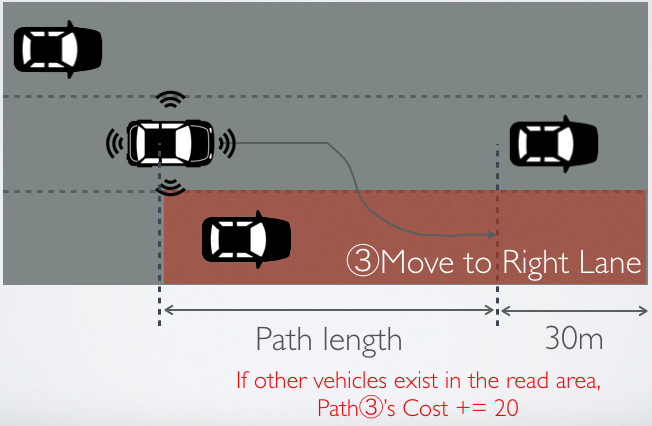 ③Move to Right Lane
Path length
30m
If other vehicles exist in the read area,
Path③'s Cost += 20